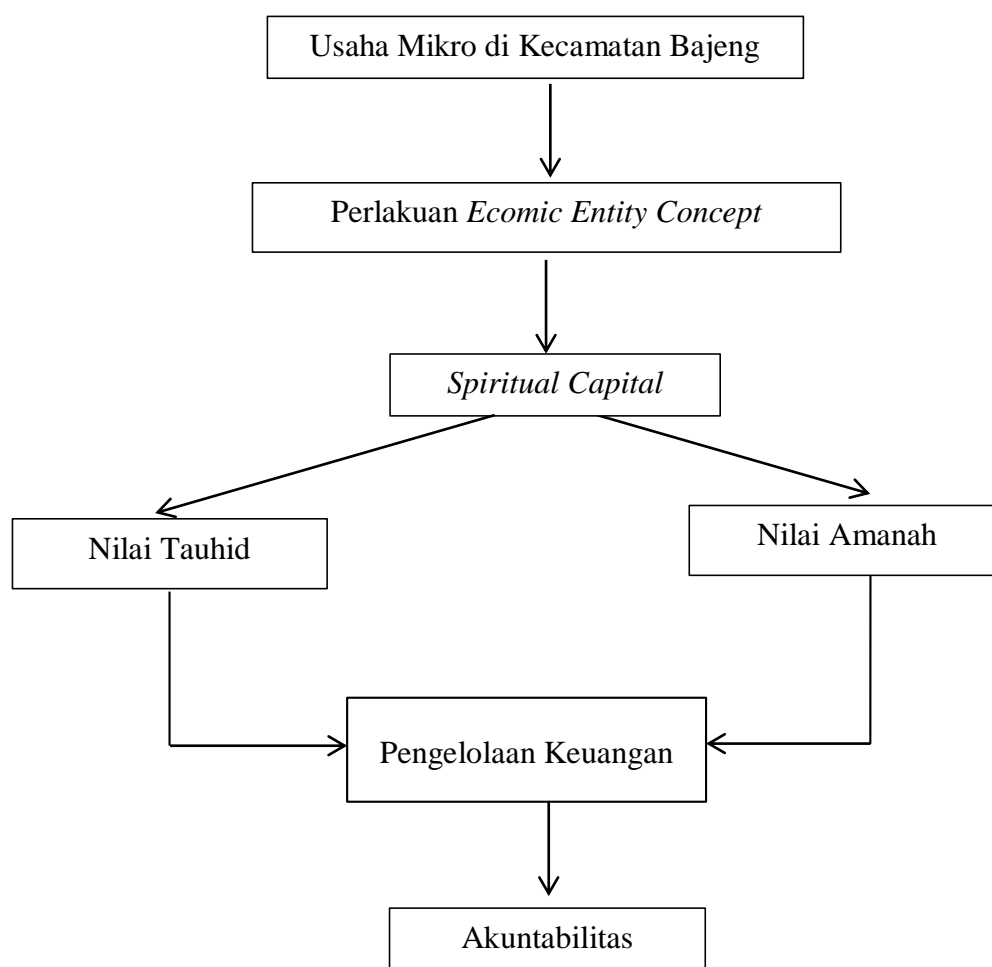 Usaha Mikro di Kecamatan Bajeng
Perlakuan Ecomic Entity Concept
Spiritual Capital
Nilai Tauhid
Nilai Amanah
Pengelolaan Keuangan
Akuntabilitas